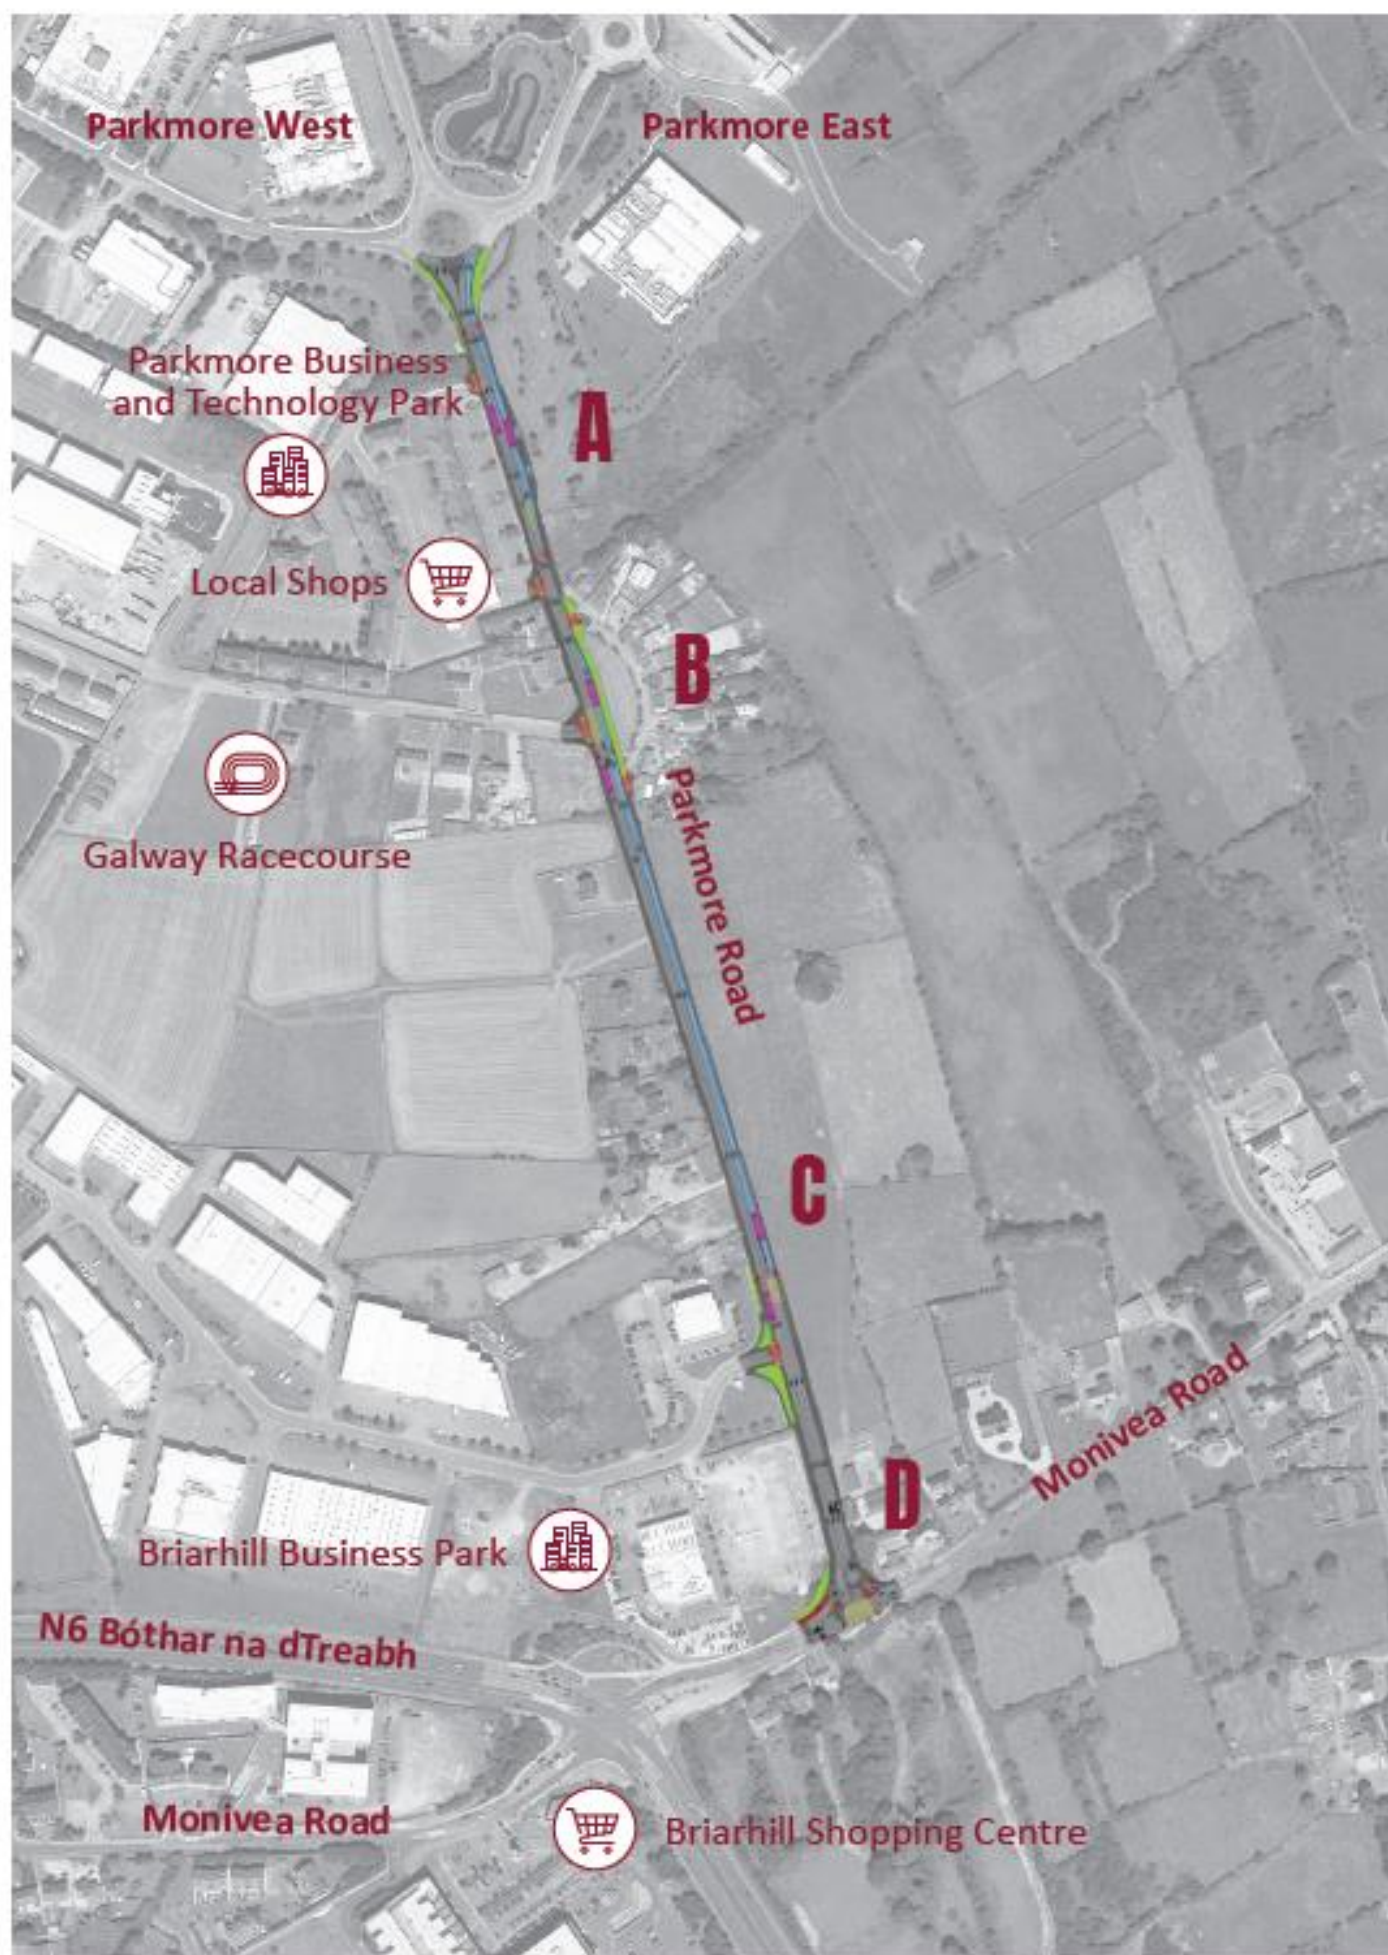 Parkmore West
Parkmore East
Parkmore Business
and Technology Park
A
Local Shops
B
Galway Racecourse
Parkmore Road
C
Monivea Road
D
Briarhill Business Park
N6 Bóthar na dTreabh
Monivea Road
Briarhill Shopping Centre